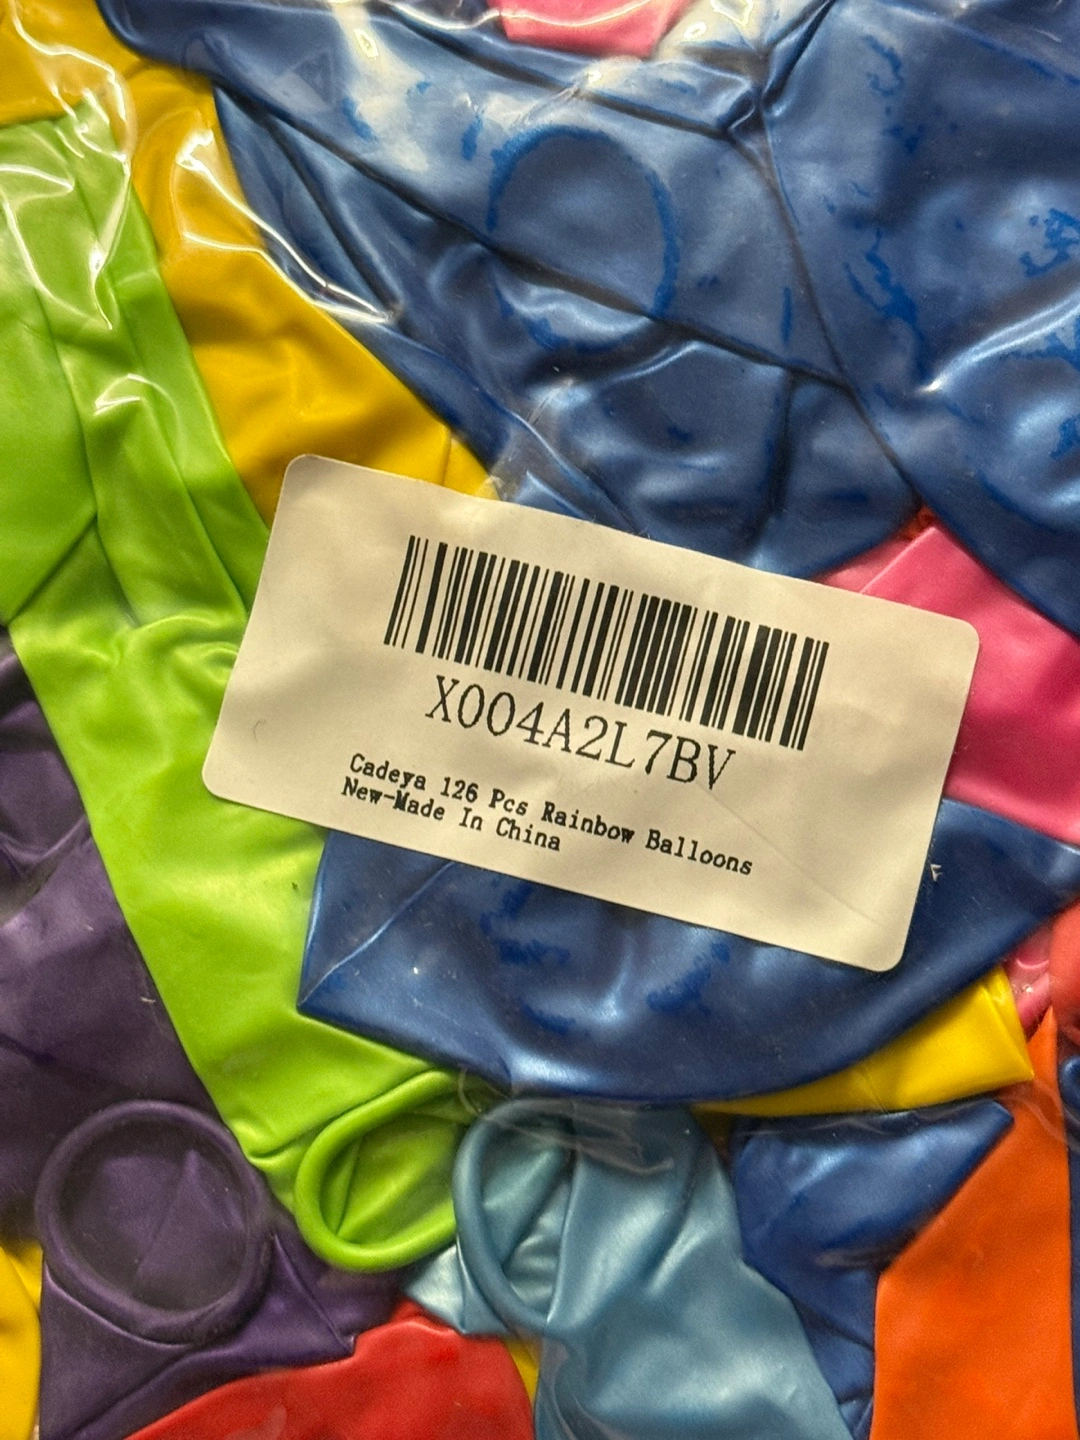 X004A2L7BV
Cadeya 126 Pcs Rainbow Balloons
New-Made In China